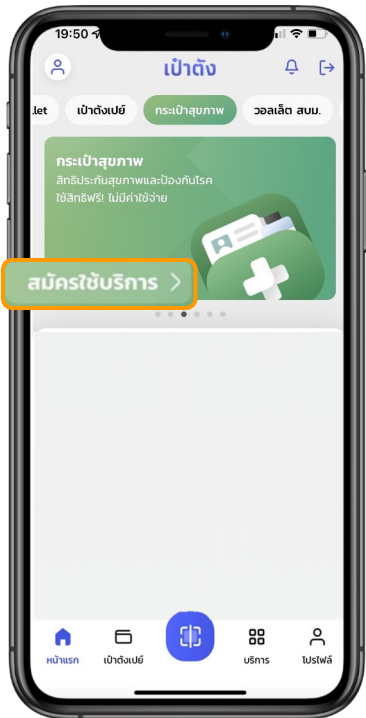 19:50
เป๋าตัง
.let
เป๋าตังเปย์
กระเป๋าสุขภาพ
วอลเล็ต สบม.
กระเป๋าสุขภาพ
สิทธิประกันสุขภาพและป้องกันโรค
ใช้สิทธิฟรี! ไม่มีค่าใช้จ่าย
สมัครใช้บริการ >
หน้าแรก
เป๋าตังเปย์
บริการ
โปรไฟล์